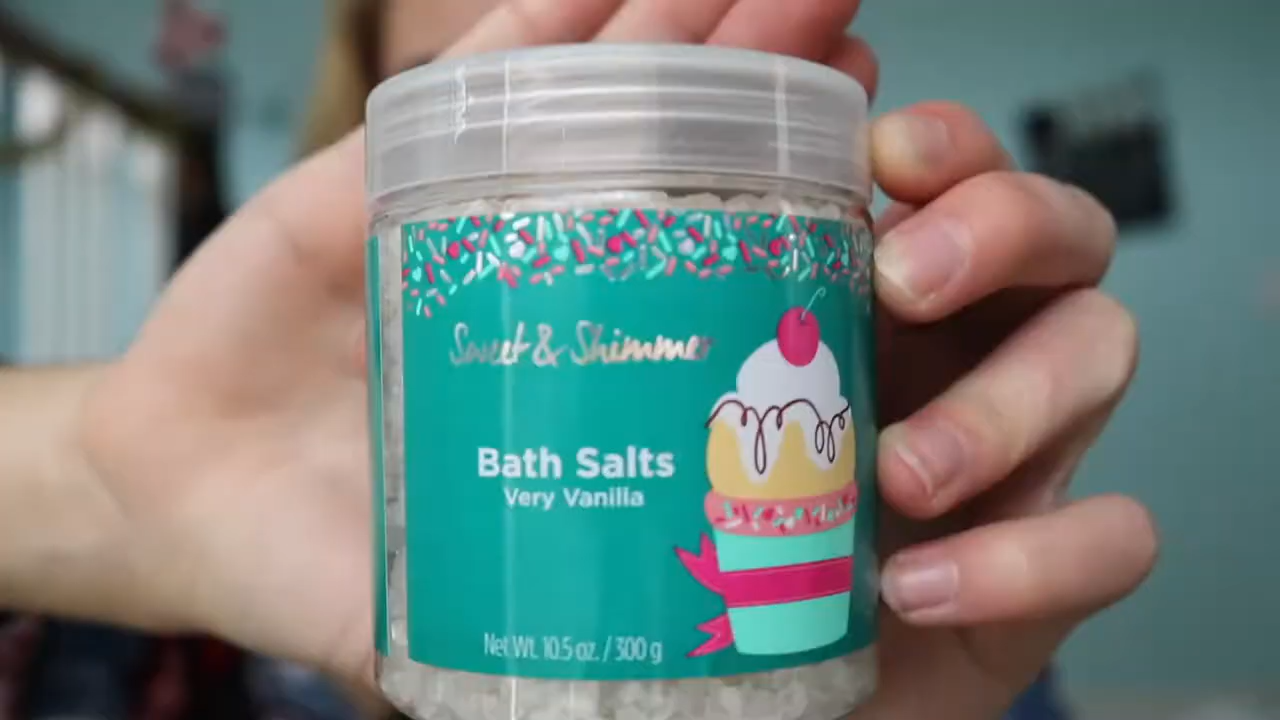 Sweet & Shimmer
Bath Salts
Very Vanilla
Net Wt. 10.5 oz. / 300 g